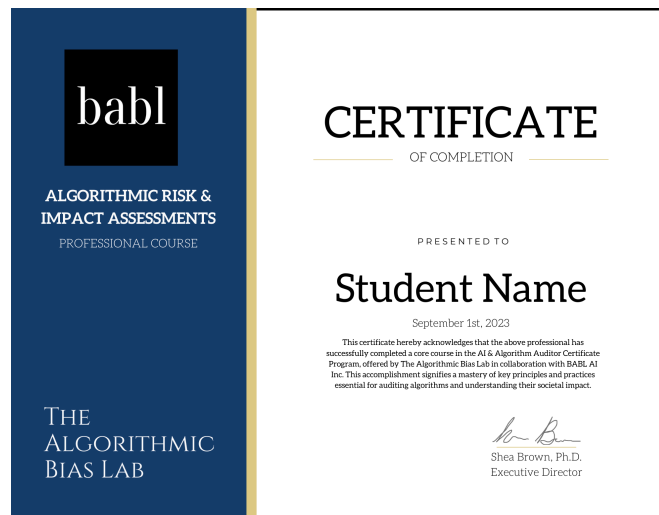 babl
ALGORITHMIC RISK &
IMPACT ASSESSMENTS
PROFESSIONAL COURSE
THE
ALGORITHMIC
BIAS LAB
CERTIFICATE
OF COMPLETION
PRESENTED TO
Student Name
September 1st, 2023
This certificate hereby acknowledges that the above professional has
successfully completed a core course in the AI & Algorithm Auditor Certificate
Program, offered by The Algorithmic Bias Lab in collaboration with BABL AI
Inc. This accomplishment signifies a mastery of key principles and practices
essential for auditing algorithms and understanding their societal impact.
Shea Brown, Ph.D.
Executive Director